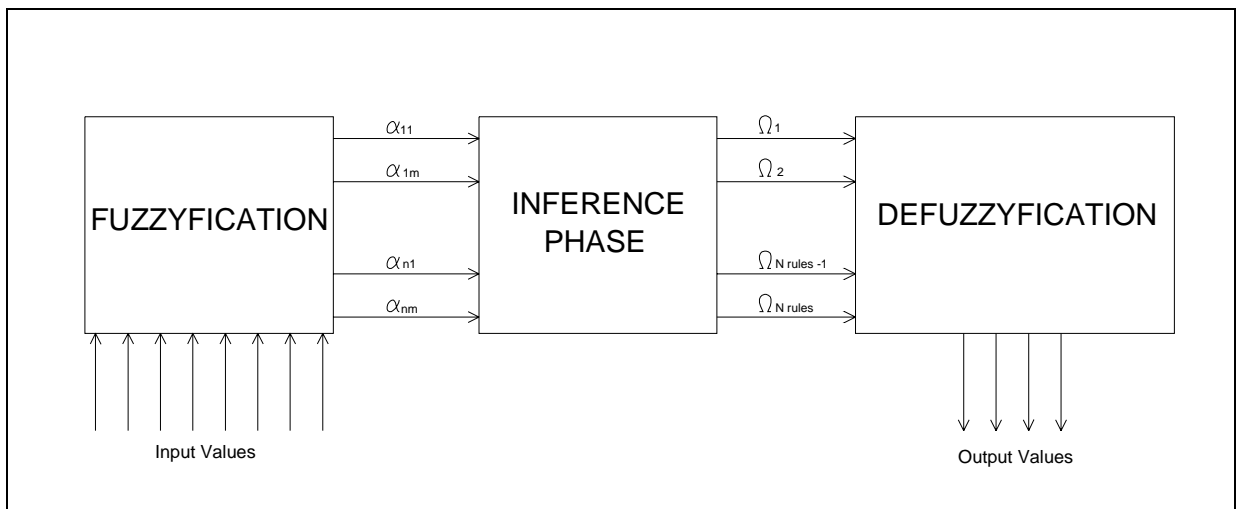 α11
Ω1
α1m
Ω2
FUZZYFICATION
INFERENCE
PHASE
DEFUZZYFICATION
αn1
ΩN rules -1
αnm
ΩN rules
Input Values
Output Values